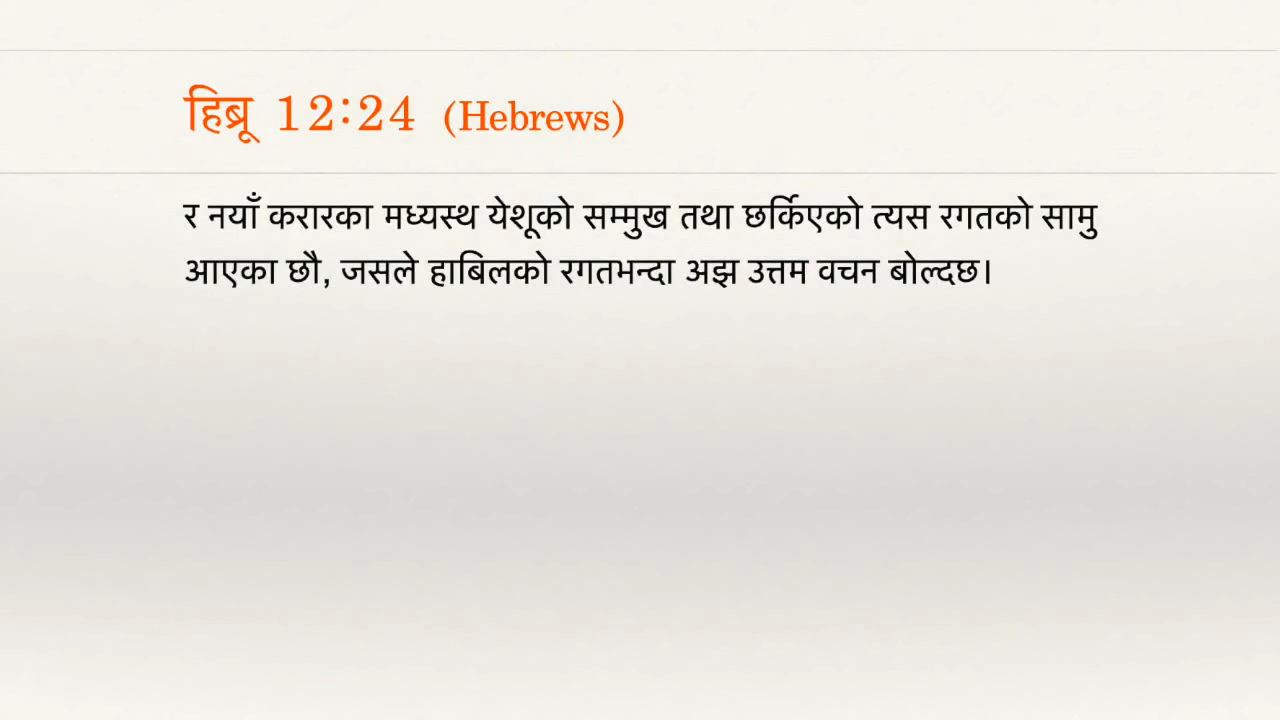 हिब्रू 12:24 (Hebrews)
र नयाँ करारका मध्यस्थ येशूको सम्मुख तथा छर्किएको त्यस रगतको सामु
आएका छौ, जसले हाबिलको रगतभन्दा अझ उत्तम वचन बोल्दछ।